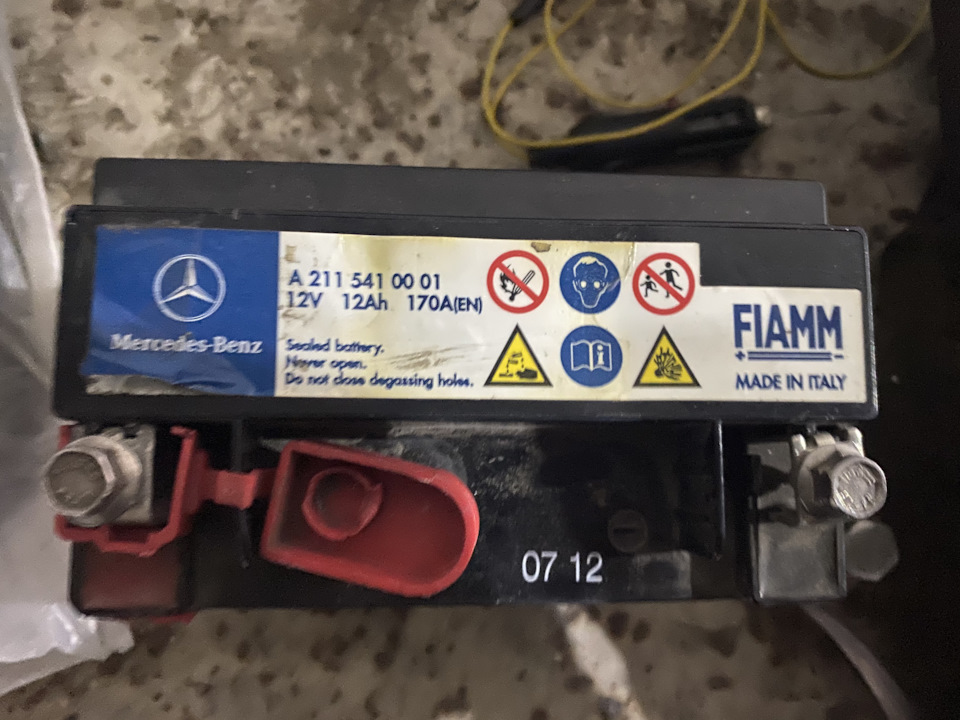 Mercedes-Benz
A 211 541 00 01
12V 12Ah 170A(EN)
Sealed battery.
Never open.
Do not close degassing holes.
FIAMM
MADE IN ITALY
07 12